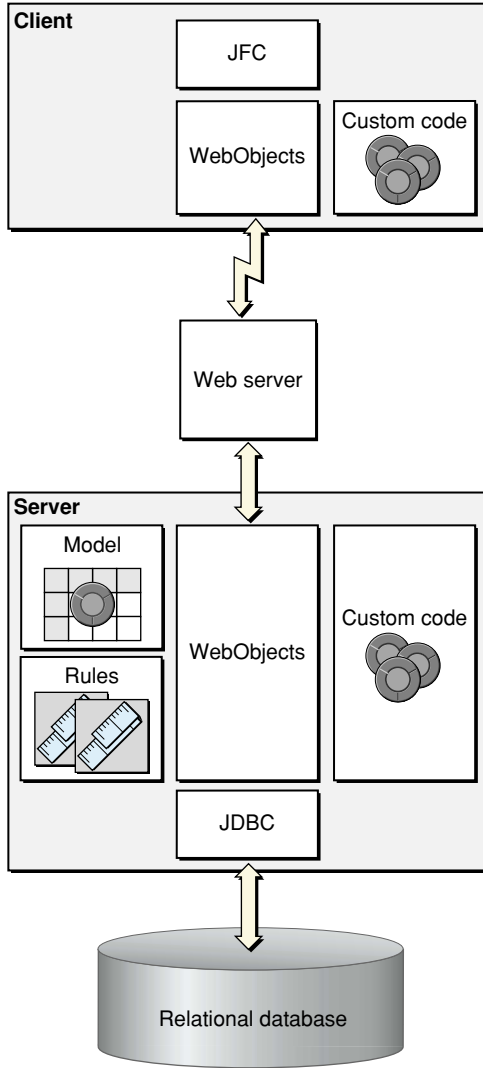 Client
JFC
WebObjects
Custom code
Web server
Server
Model
WebObjects
Custom code
Rules
JDBC
Relational database